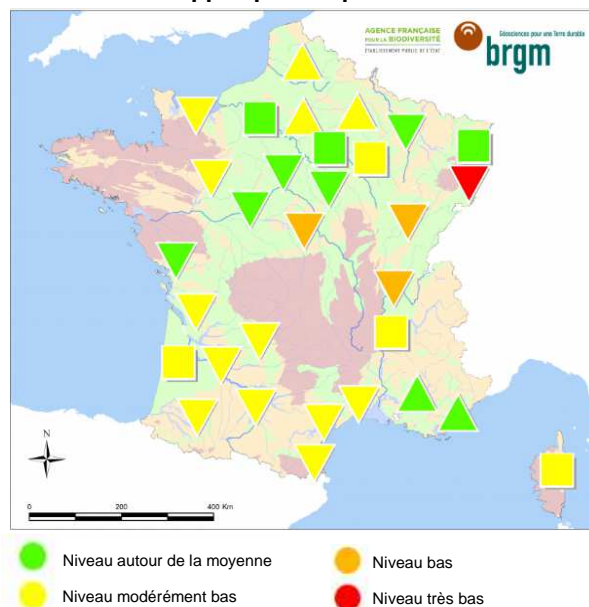 AGENCE FRANÇAISE
POUR LA BIODIVERSITÉ
ÉTABLISSEMENT PUBLIC DE L'ÉTAT
Géosciences pour une Terre durable
brgm
N
0 200 400 Km
Niveau autour de la moyenne
Niveau bas
Niveau modérément bas
Niveau très bas